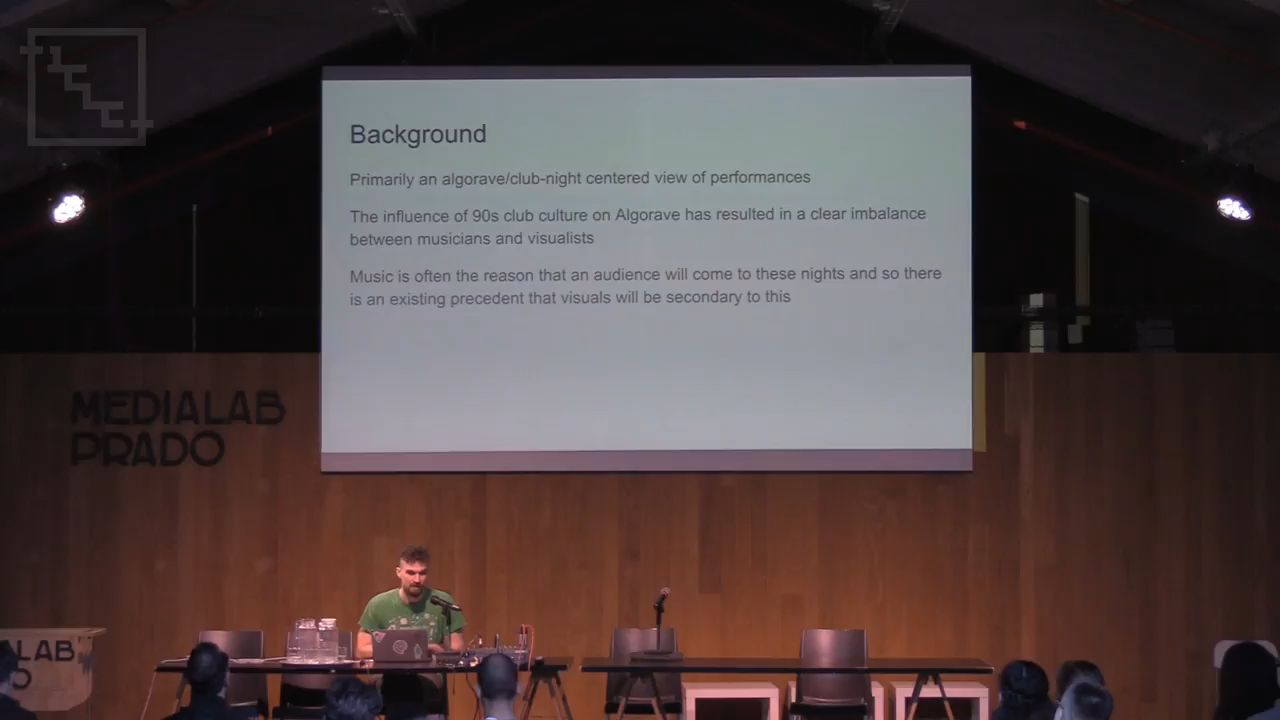 Background
Primarily an algorave/club-night centered view of performances
The influence of 90s club culture on Algorave has resulted in a clear imbalance
between musicians and visualists
Music is often the reason that an audience will come to these nights and so there
is an existing precedent that visuals will be secondary to this
MEDIALAB
PRADO
ALAB
O